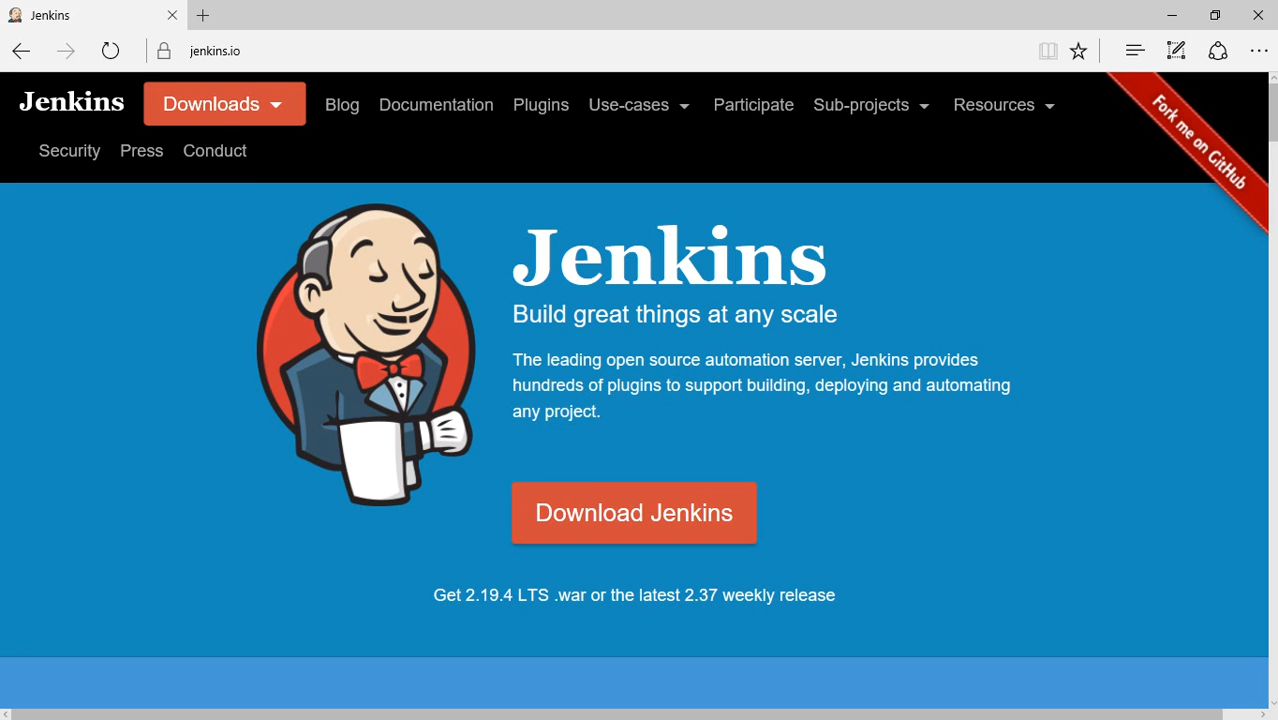 Jenkins
jenkins.io
Jenkins Downloads Blog Documentation Plugins Use-cases Participate Sub-projects Resources
Security Press Conduct
Fork me on GitHub
Jenkins
Build great things at any scale
The leading open source automation server, Jenkins provides
hundreds of plugins to support building, deploying and automating
any project.
Download Jenkins
Get 2.19.4 LTS .war or the latest 2.37 weekly release